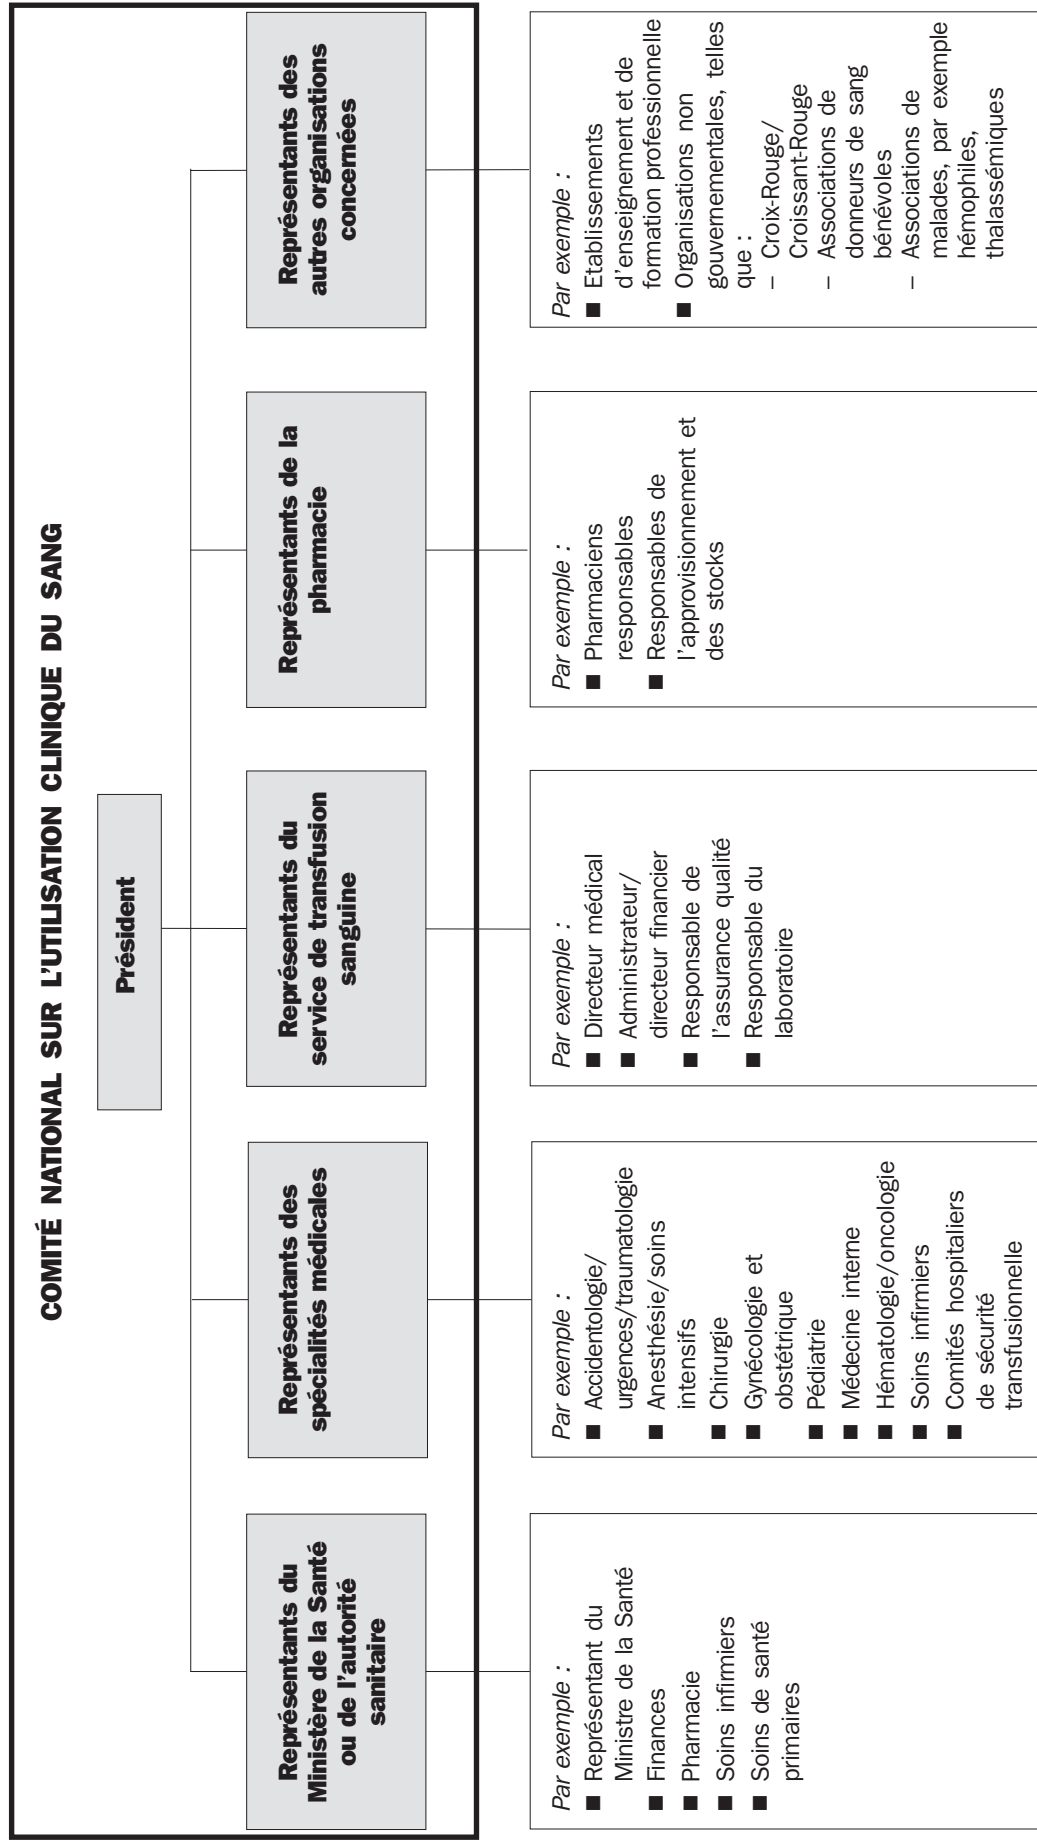 COMITÉ NATIONAL SUR L'UTILISATION CLINIQUE DU SANG
Président
Représentants du
Ministère de la Santé
ou de l'autorité
sanitaire
Représentants des
spécialités médicales
Représentants du
service de transfusion
sanguine
Représentants de la
pharmacie
Représentants des
autres organisations
concernées
Par exemple :
■ Représentant du
Ministre de la Santé
■ Finances
■ Pharmacie
■ Soins infirmiers
■ Soins de santé
primaires
Par exemple :
■ Accidentologie/
urgences/traumatologie
■ Anesthésie/soins
intensifs
■ Chirurgie
■ Gynécologie et
obstétrique
■ Pédiatrie
■ Médecine interne
■ Hématologie/oncologie
■ Soins infirmiers
■ Comités hospitaliers
de sécurité
transfusionnelle
Par exemple :
■ Directeur médical
■ Administrateur/
directeur financier
■ Responsable de
l'assurance qualité
■ Responsable du
laboratoire
Par exemple :
■ Pharmaciens
responsables
■ Responsables de
l'approvisionnement et
des stocks
Par exemple :
■ Etablissements
d'enseignement et de
formation professionnelle
■ Organisations non
gouvernementales, telles
que :
– Croix-Rouge/
Croissant-Rouge
– Associations de
donneurs de sang
bénévoles
– Associations de
malades, par exemple
hémophiles,
thalassémiques